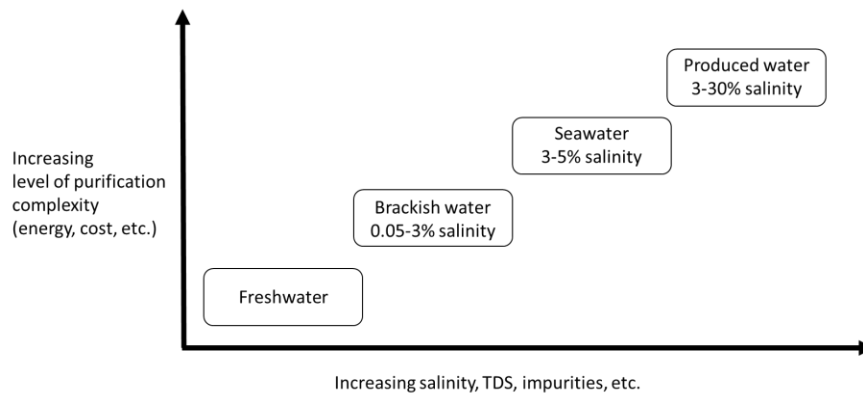 Produced water
3-30% salinity
Seawater
3-5% salinity
Increasing
level of purification
complexity
(energy, cost, etc.)
Brackish water
0.05-3% salinity
Freshwater
Increasing salinity, TDS, impurities, etc.